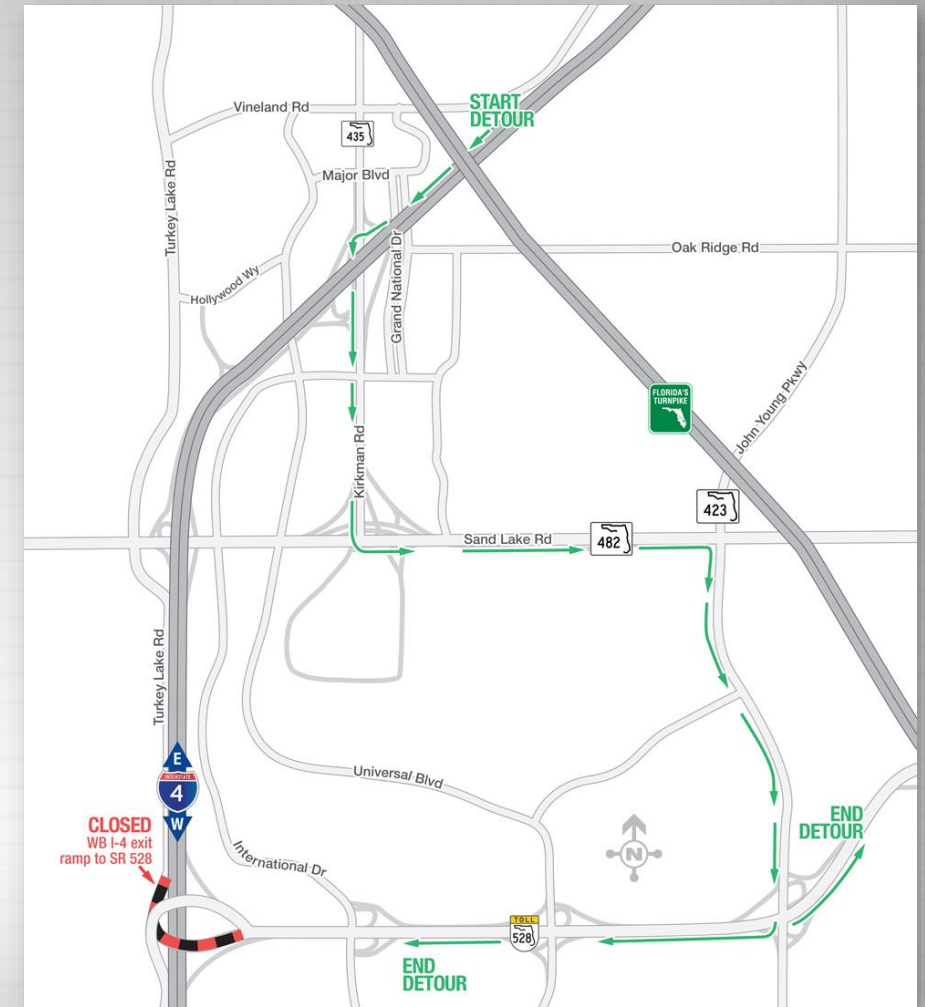 START
DETOUR
Vineland Rd
435
Major Blvd
Turkey Lake Rd
Grand National Dr
Oak Ridge Rd
Hollywood Wy
FLORIDA'S
TURNPIKE
John Young Pkwy
Kirkman Rd
423
Sand Lake Rd
482
Turkey Lake Rd
E
INTERSTATE
4
W
Universal Blvd
CLOSED
WB I-4 exit
ramp to SR 528
International Dr
N
END
DETOUR
TOLL
528
END
DETOUR